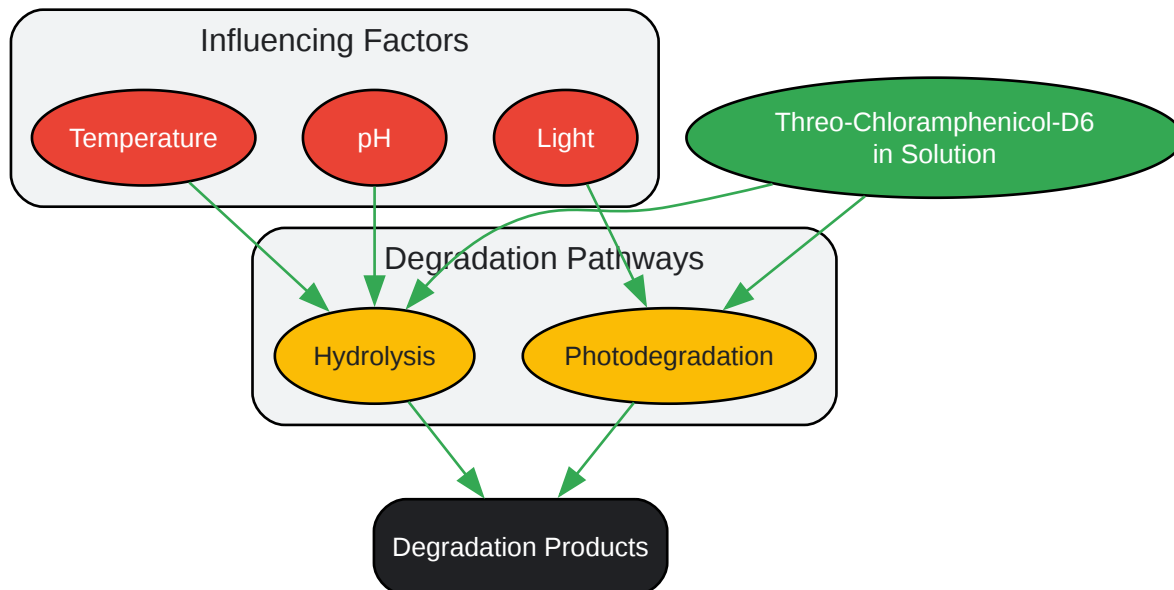 Influencing Factors
Temperature
pH
Light
Threo-Chloramphenicol-D6
in Solution
Degradation Pathways
Hydrolysis
Photodegradation
Degradation Products